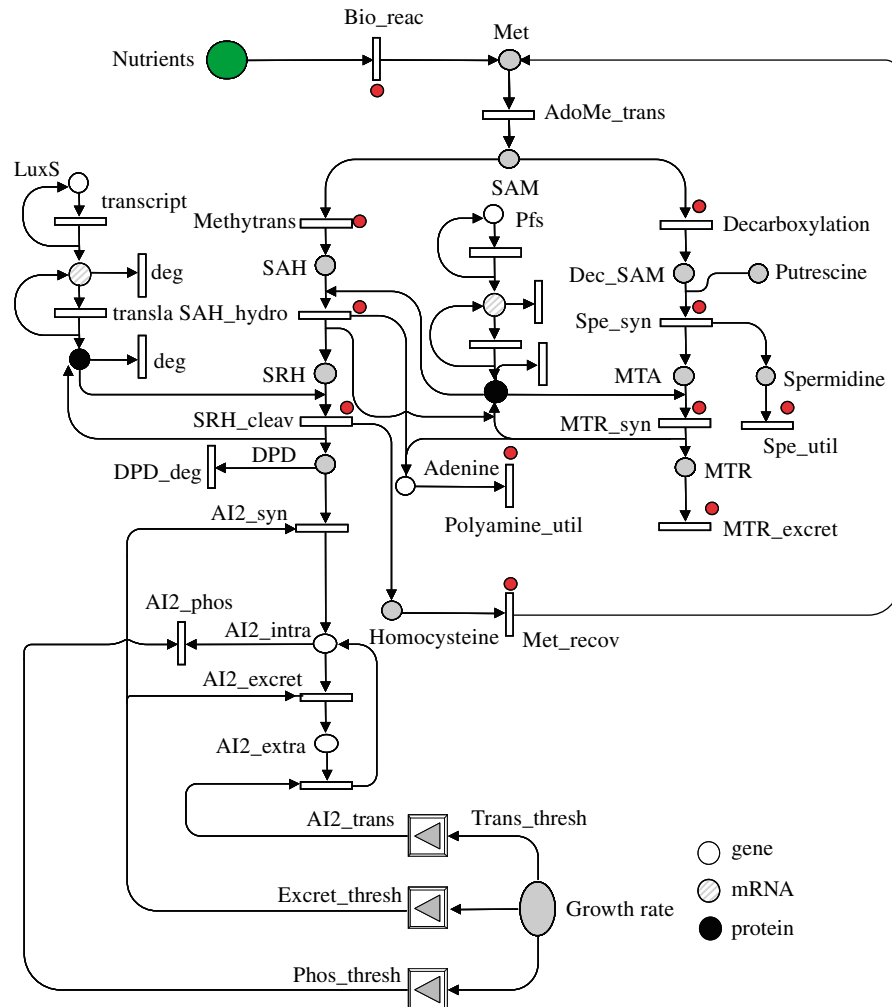 Bio_reac
Met
Nutrients
AdoMe_trans
LuxS
SAM
transcript
Methytrans
Pfs
Decarboxylation
deg
SAH
Dec_SAM
Putrescine
transla SAH_hydro
Spe_syn
deg
SRH
MTA
Spermidine
SRH_cleav
MTR_syn
Spe_util
DPD_deg
DPD
Adenine
MTR
AI2_syn
Polyamine_util
MTR_excret
AI2_phos
AI2_intra
Homocysteine
Met_recov
AI2_excret
AI2_extra
AI2_trans
Trans_thresh
gene
mRNA
Excret_thresh
Growth rate
protein
Phos_thresh